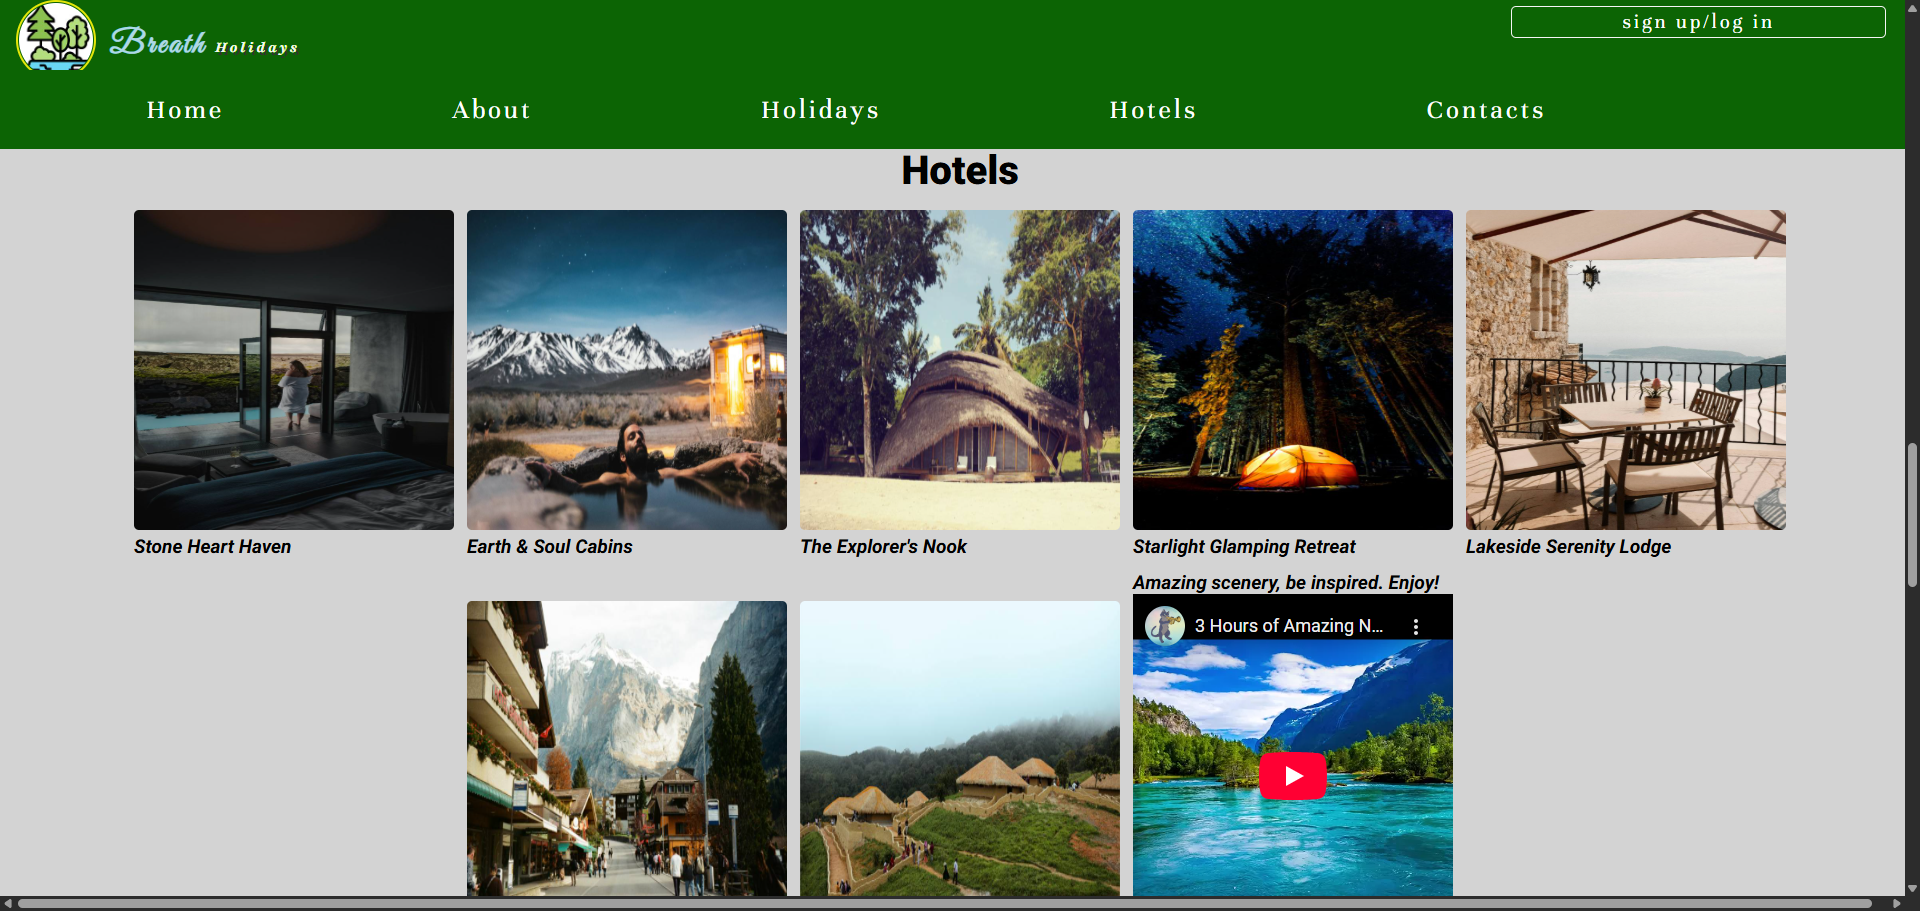 Breath Holidays
sign up/log in
Home About Holidays Hotels Contacts
Hotels
Stone Heart Haven
Earth & Soul Cabins
The Explorer's Nook
Starlight Glamping Retreat
Lakeside Serenity Lodge
Amazing scenery, be inspired. Enjoy!
3 Hours of Amazing N...